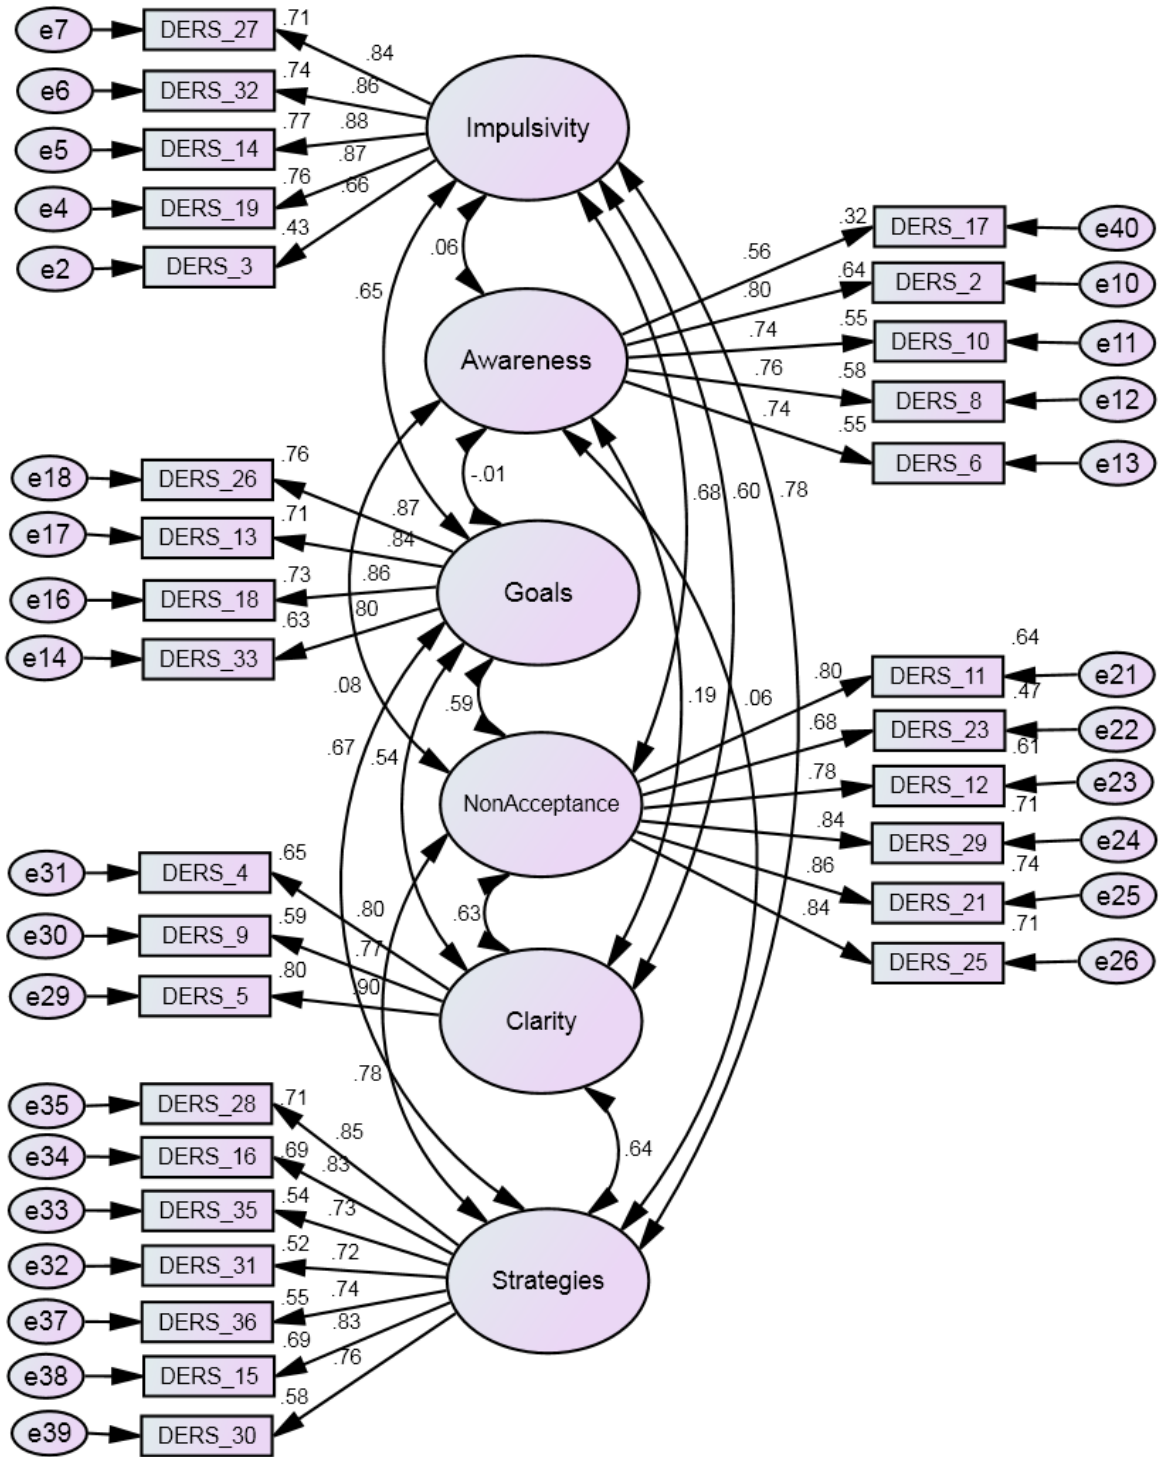 e7 DERS_27 .71
.84
e6 DERS_32 .74
.86
e5 DERS_14 .77
.88
e4 DERS_19 .76
.87
e2 DERS_3 .43
.66
Impulsivity
.06
.65
.56 .32 DERS_17 e40
.80 .64 DERS_2 e10
.74 .55 DERS_10 e11
.76 .58 DERS_8 e12
.74 .55 DERS_6 e13
Awareness
-.01
.68 .60 .78
e18 DERS_26 .76
.87
e17 DERS_13 .71
.84
e16 DERS_18 .73
.86
e14 DERS_33 .63
80
Goals
.08
.59
.19 .06
.67 .54
.80 DERS_11 .64 e21
.68 DERS_23 .47 e22
.78 DERS_12 .61 e23
.84 DERS_29 .71 e24
.86 DERS_21 .74 e25
.84 DERS_25 .71 e26
NonAcceptance
.63
e31 DERS_4 .65
.80
e30 DERS_9 .59
.77
e29 DERS_5 .80
.90
Clarity
.78
.64
e35 DERS_28 .71
.85
e34 DERS_16 .69
.83
e33 DERS_35 .54
.73
e32 DERS_31 .52
.72
e37 DERS_36 .55
.74
e38 DERS_15 .69
.83
e39 DERS_30 .58
.76
Strategies